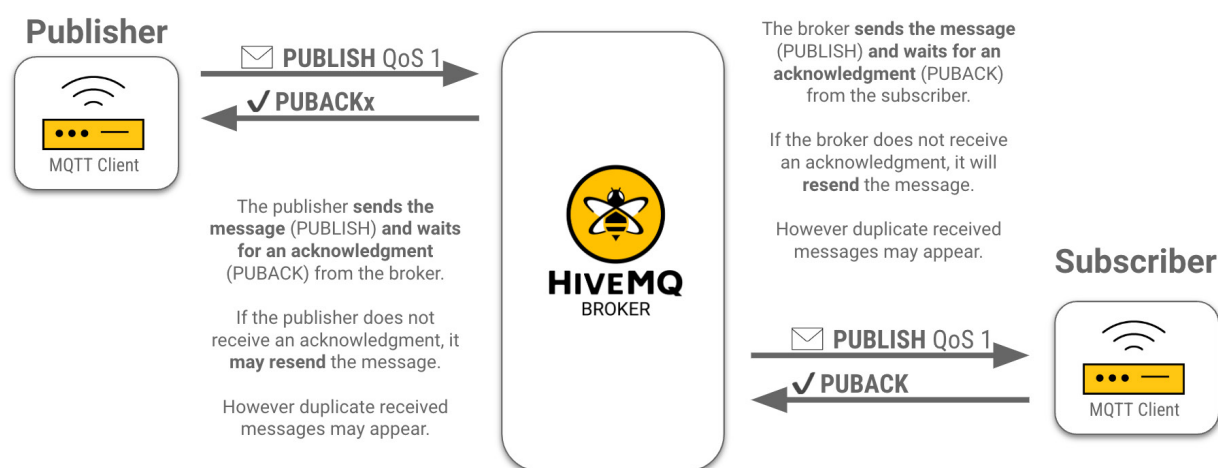 Publisher
PUBLISH QoS 1
PUBACKx
MQTT Client
The publisher sends the
message (PUBLISH) and waits
for an acknowledgment
(PUBACK) from the broker.
If the publisher does not
receive an acknowledgment, it
may resend the message.
However duplicate received
messages may appear.
HIVEMQ
BROKER
The broker sends the message
(PUBLISH) and waits for an
acknowledgment (PUBACK)
from the subscriber.
If the broker does not receive
an acknowledgment, it will
resend the message.
However duplicate received
messages may appear.
Subscriber
PUBLISH QoS 1
PUBACK
MQTT Client